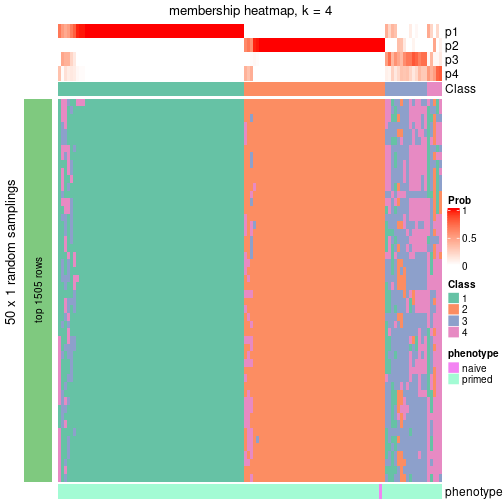 membership heatmap, k = 4
p1
p2
p3
p4
Class
50 x 1 random samplings
top 1505 rows
Prob
1
0.5
0
Class
1
2
3
4
phenotype
naive
primed
phenotype